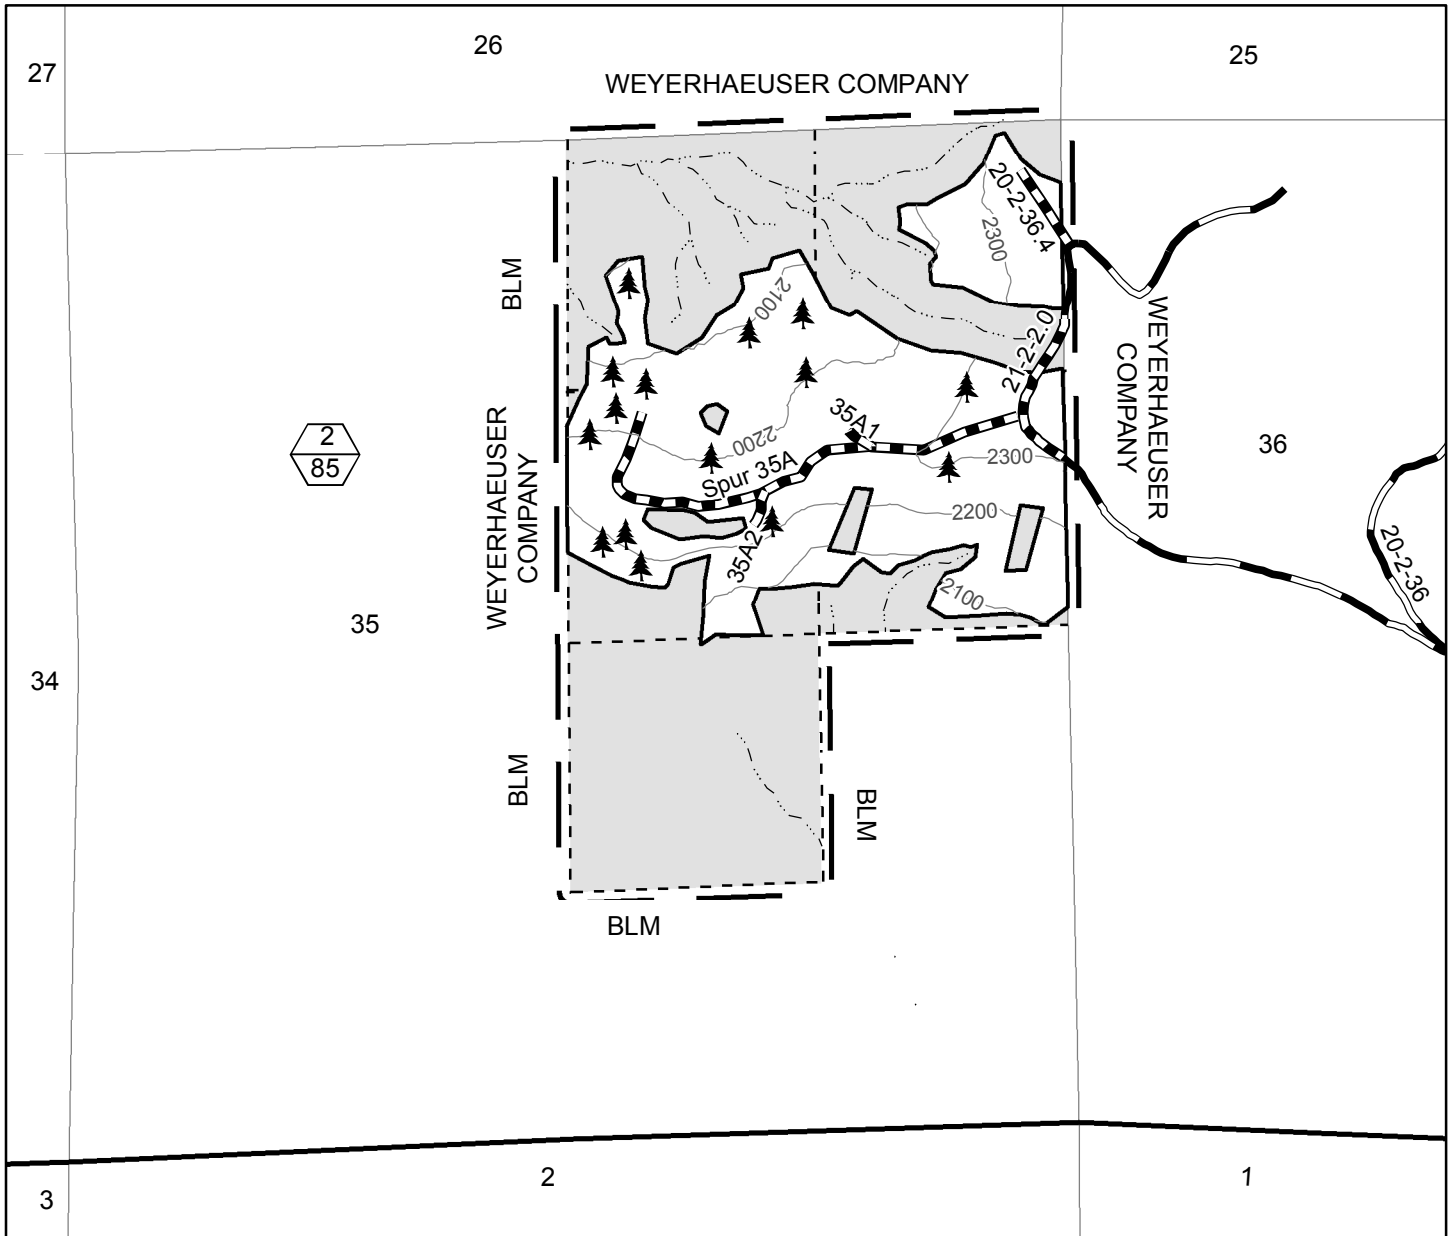 26
27
25
WEYERHAEUSER COMPANY
20-2-36.4
2300
BLM
2100
WEYERHAEUSER
COMPANY
21-2-2.0
35A1
2200
2
85
36
Spur 35A
2300
WEYERHAEUSER
COMPANY
2200
35A2
20-2-36
2100
35
34
BLM
BLM
BLM
2
1
3